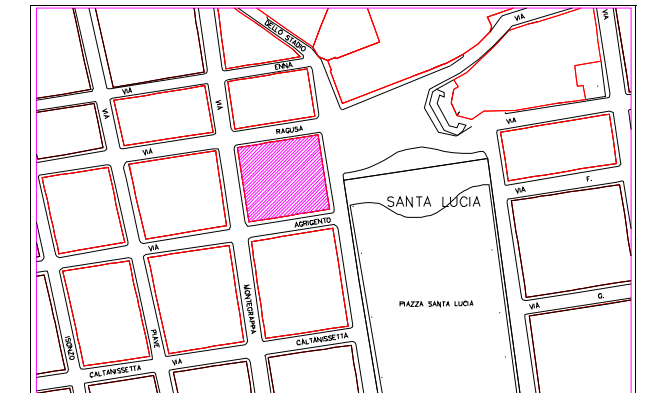 VIA
DELLO STADIO
ENNA
VIA
VIA
VIA
VIA
RAGUSA
VIA
VIA
F.
SANTA LUCIA
AGRIGENTO
VIA
MONTEGRAPPA
PIAZZA SANTA LUCIA
VIA
G.
ISONZO
PIAVE
CALTANISSETTA
VIA
CALTANISSETTA